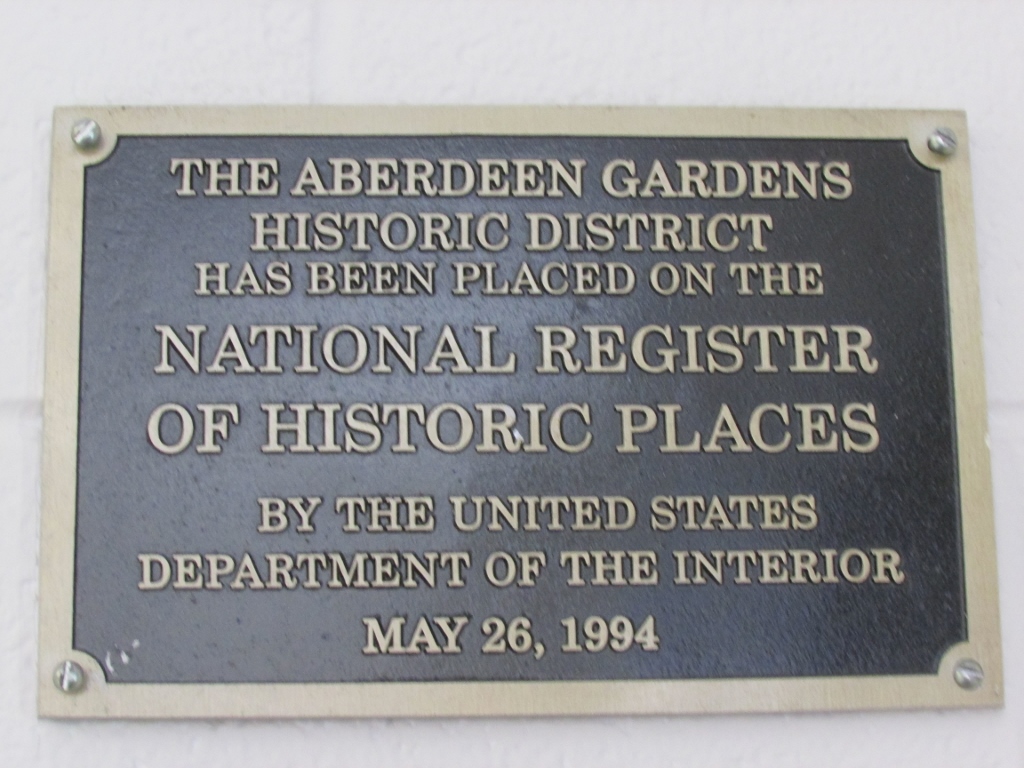 THE ABERDEEN GARDENS
HISTORIC DISTRICT
HAS BEEN PLACED ON THE
NATIONAL REGISTER
OF HISTORIC PLACES
BY THE UNITED STATES
DEPARTMENT OF THE INTERIOR
MAY 26, 1994